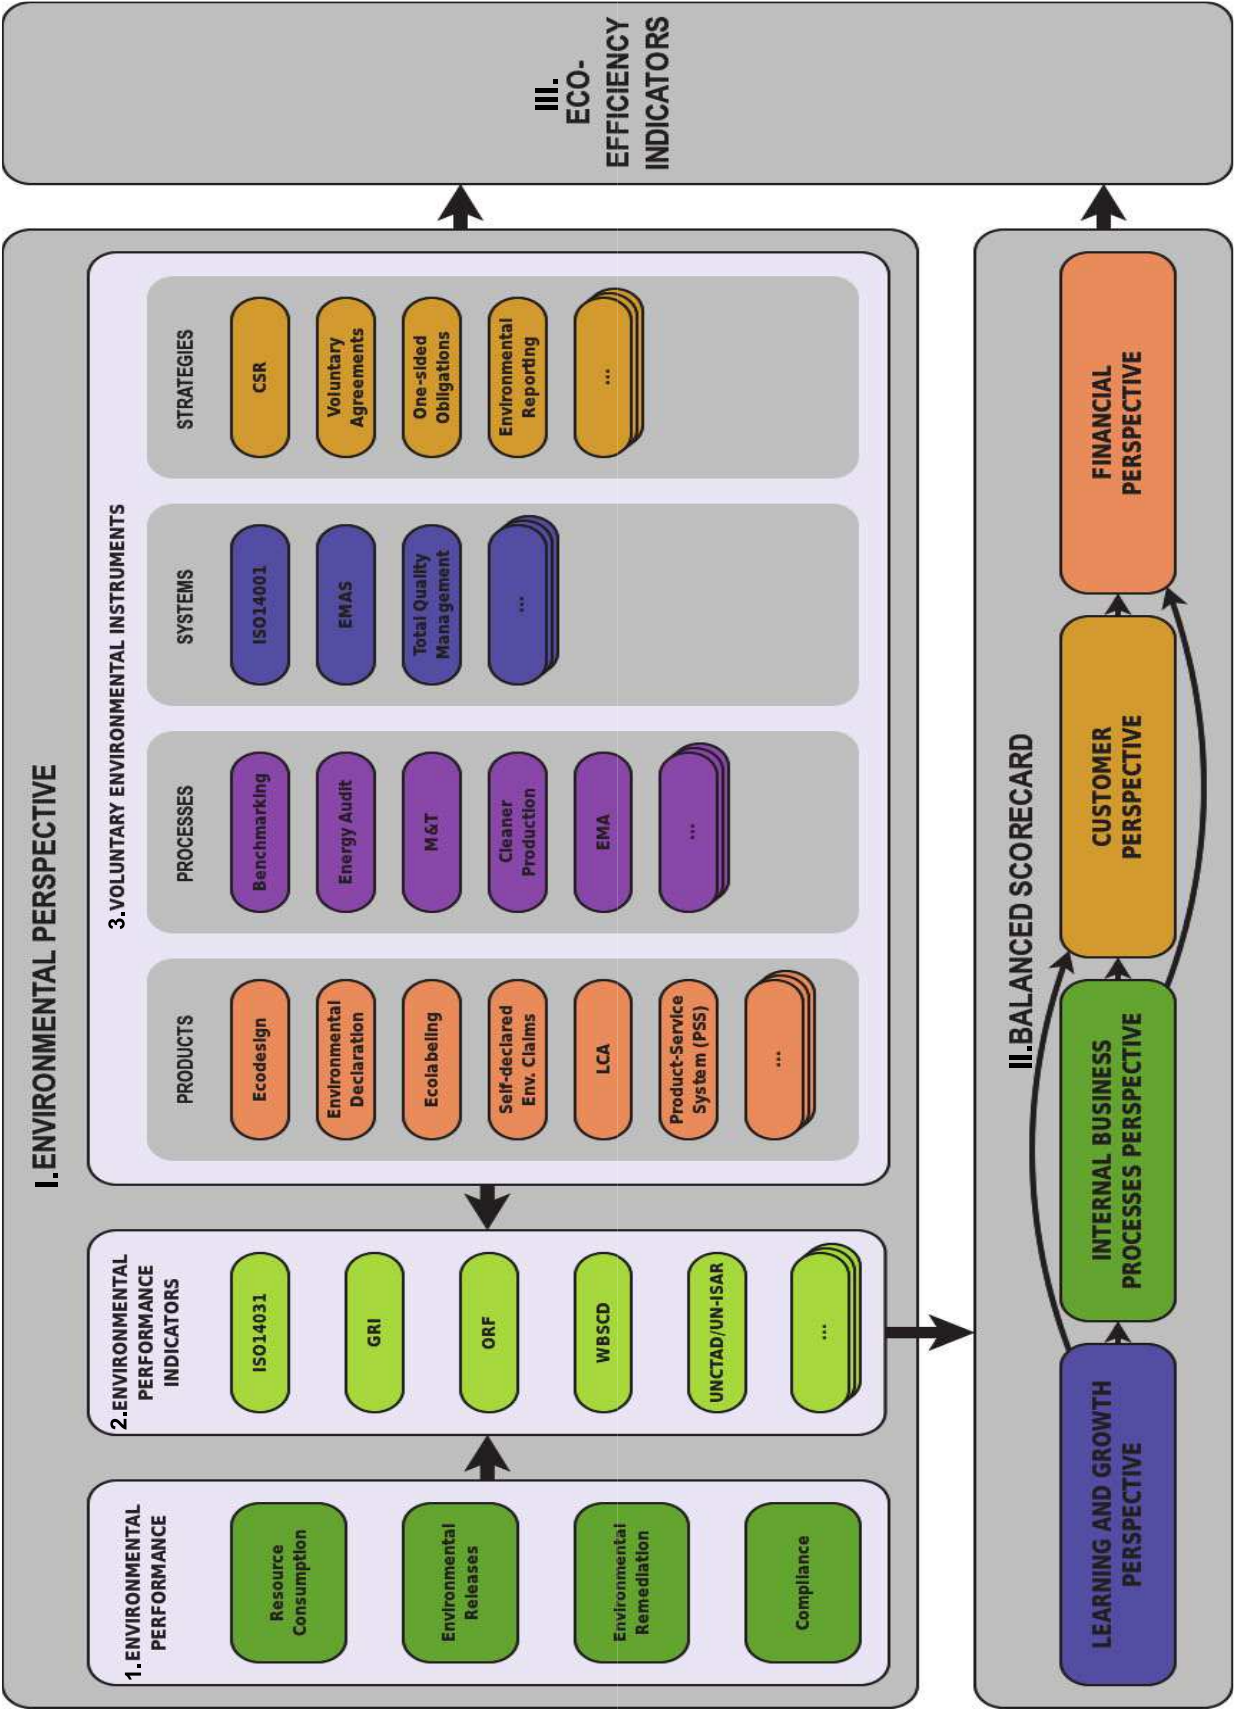 I.ENVIRONMENTAL PERSPECTIVE
1.ENVIRONMENTAL
PERFORMANCE
Resource
Consumption
Environmental
Releases
Environmental
Remediation
Compliance
2.ENVIRONMENTAL
PERFORMANCE
INDICATORS
ISO14031
GRI
ORF
WBSCD
UNCTAD/UN-ISAR
...
3.VOLUNTARY ENVIRONMENTAL INSTRUMENTS
PRODUCTS
Ecodesign
Environmental
Declaration
Ecolabeling
Self-declared
Env. Claims
LCA
Product-Service
System (PSS)
...
PROCESSES
Benchmarking
Energy Audit
M&T
Cleaner
Production
EMA
...
SYSTEMS
ISO14001
EMAS
Total Quality
Management
...
STRATEGIES
CSR
Voluntary
Agreements
One-sided
Obligations
Environmental
Reporting
...
II.BALANCED SCORECARD
LEARNING AND GROWTH
PERSPECTIVE
INTERNAL BUSINESS
PROCESSES PERSPECTIVE
CUSTOMER
PERSPECTIVE
FINANCIAL
PERSPECTIVE
III.
ECO-
EFFICIENCY
INDICATORS